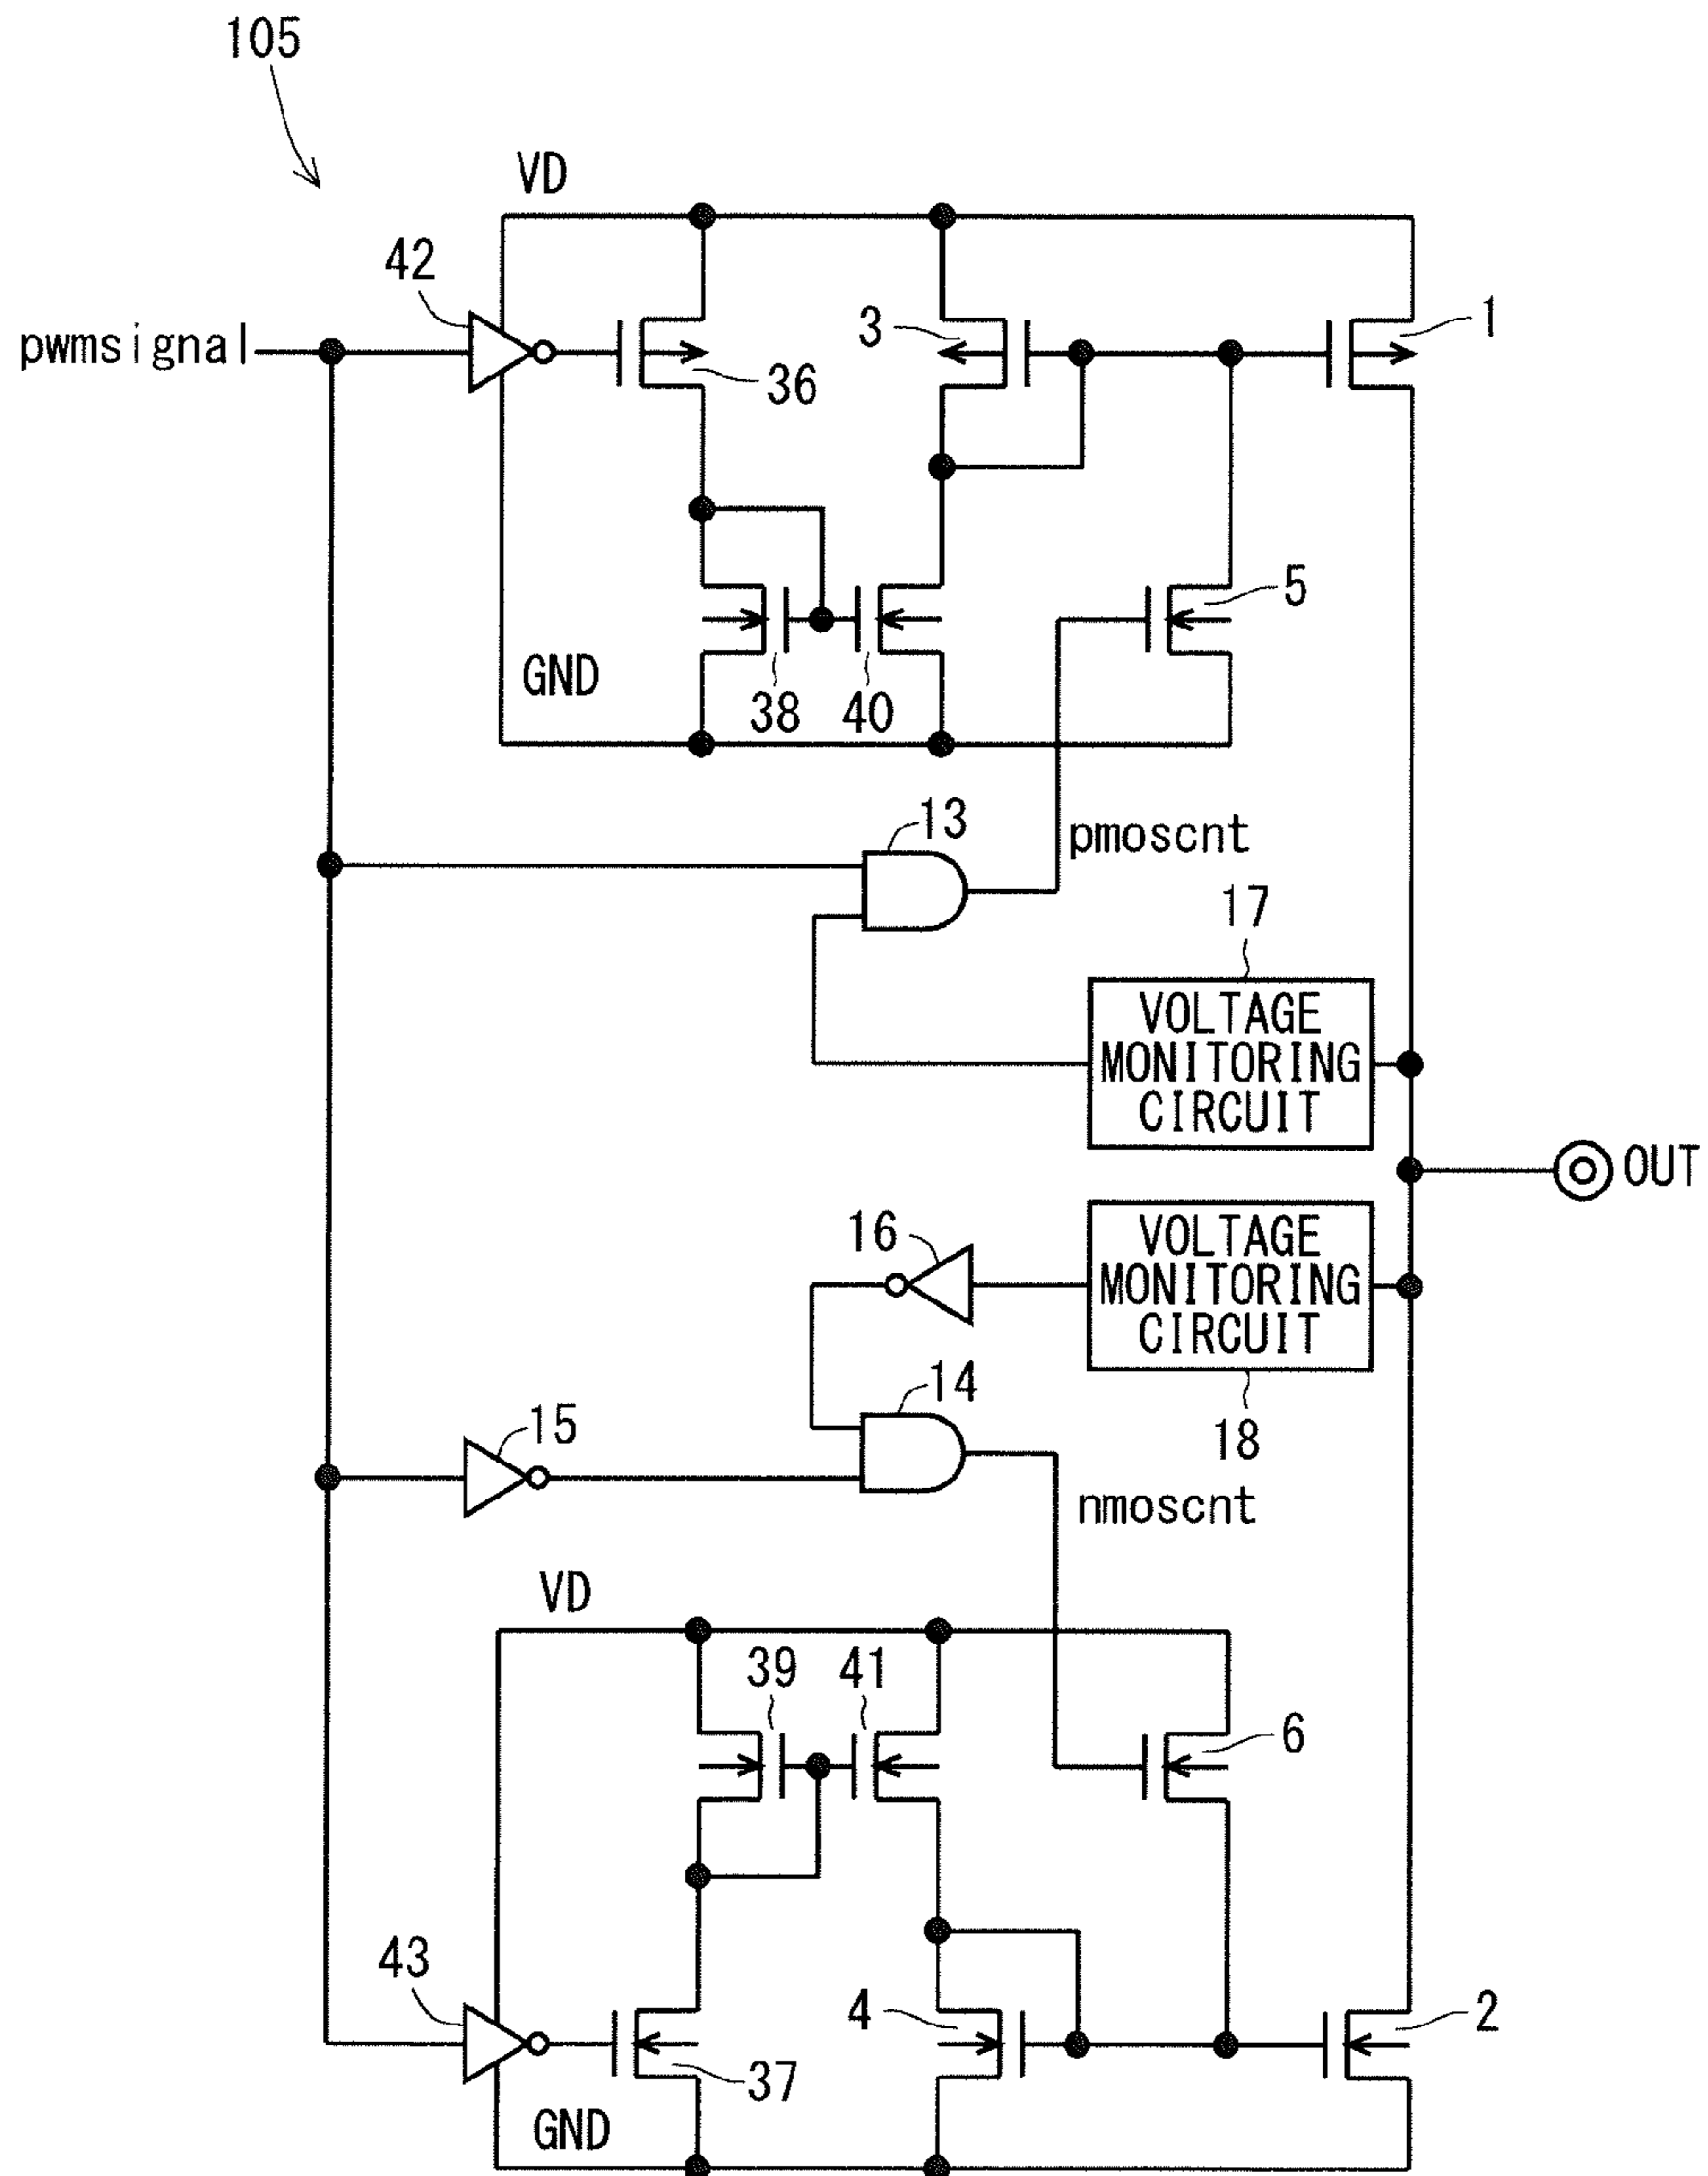 105
VD
42
pwmsignal
3
1
36
5
GND
38
40
13
pmoscnt
17
VOLTAGE
MONITORING
CIRCUIT
OUT
16
VOLTAGE
MONITORING
CIRCUIT
14
18
15
nmoscnt
VD
39
41
6
43
4
2
37
GND